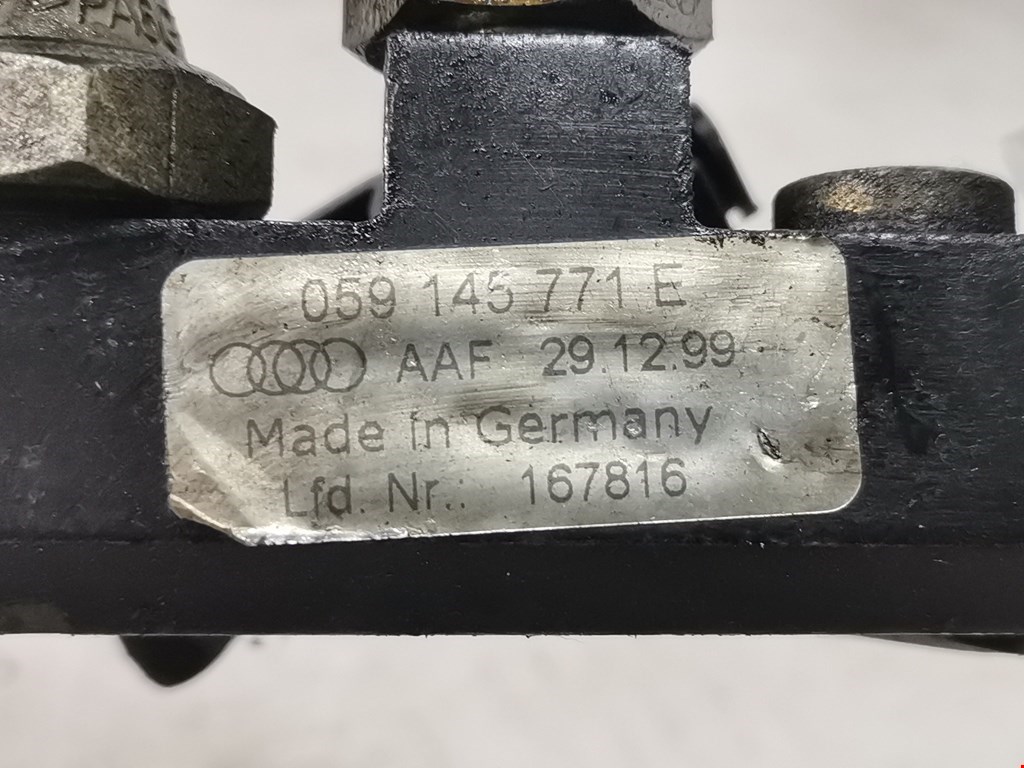 059 145 771 E
AAF 29.12.99
Made in Germany
Lfd. Nr.: 167816